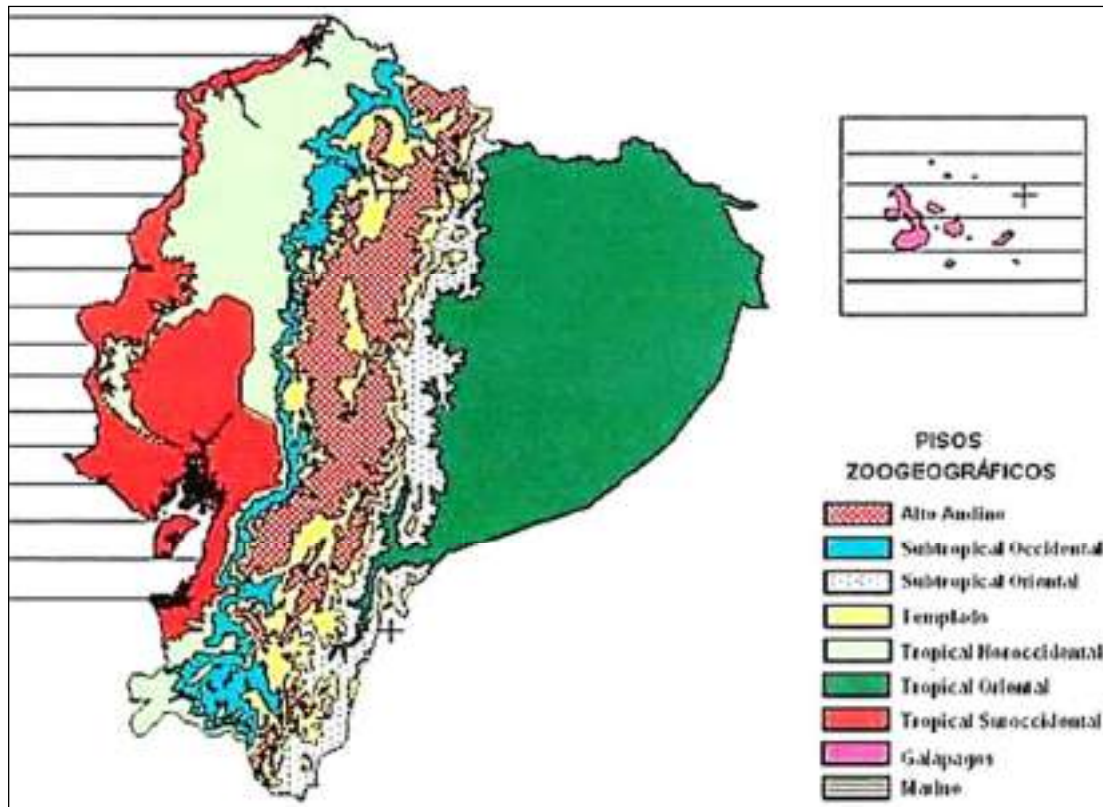 PISOS
ZOOGEOGRÁFICOS
Alto Andino
Subtropical Occidental
Subtropical Oriental
Templado
Tropical Noroccidental
Tropical Oriental
Tropical Suroccidental
Galápagos
Marino